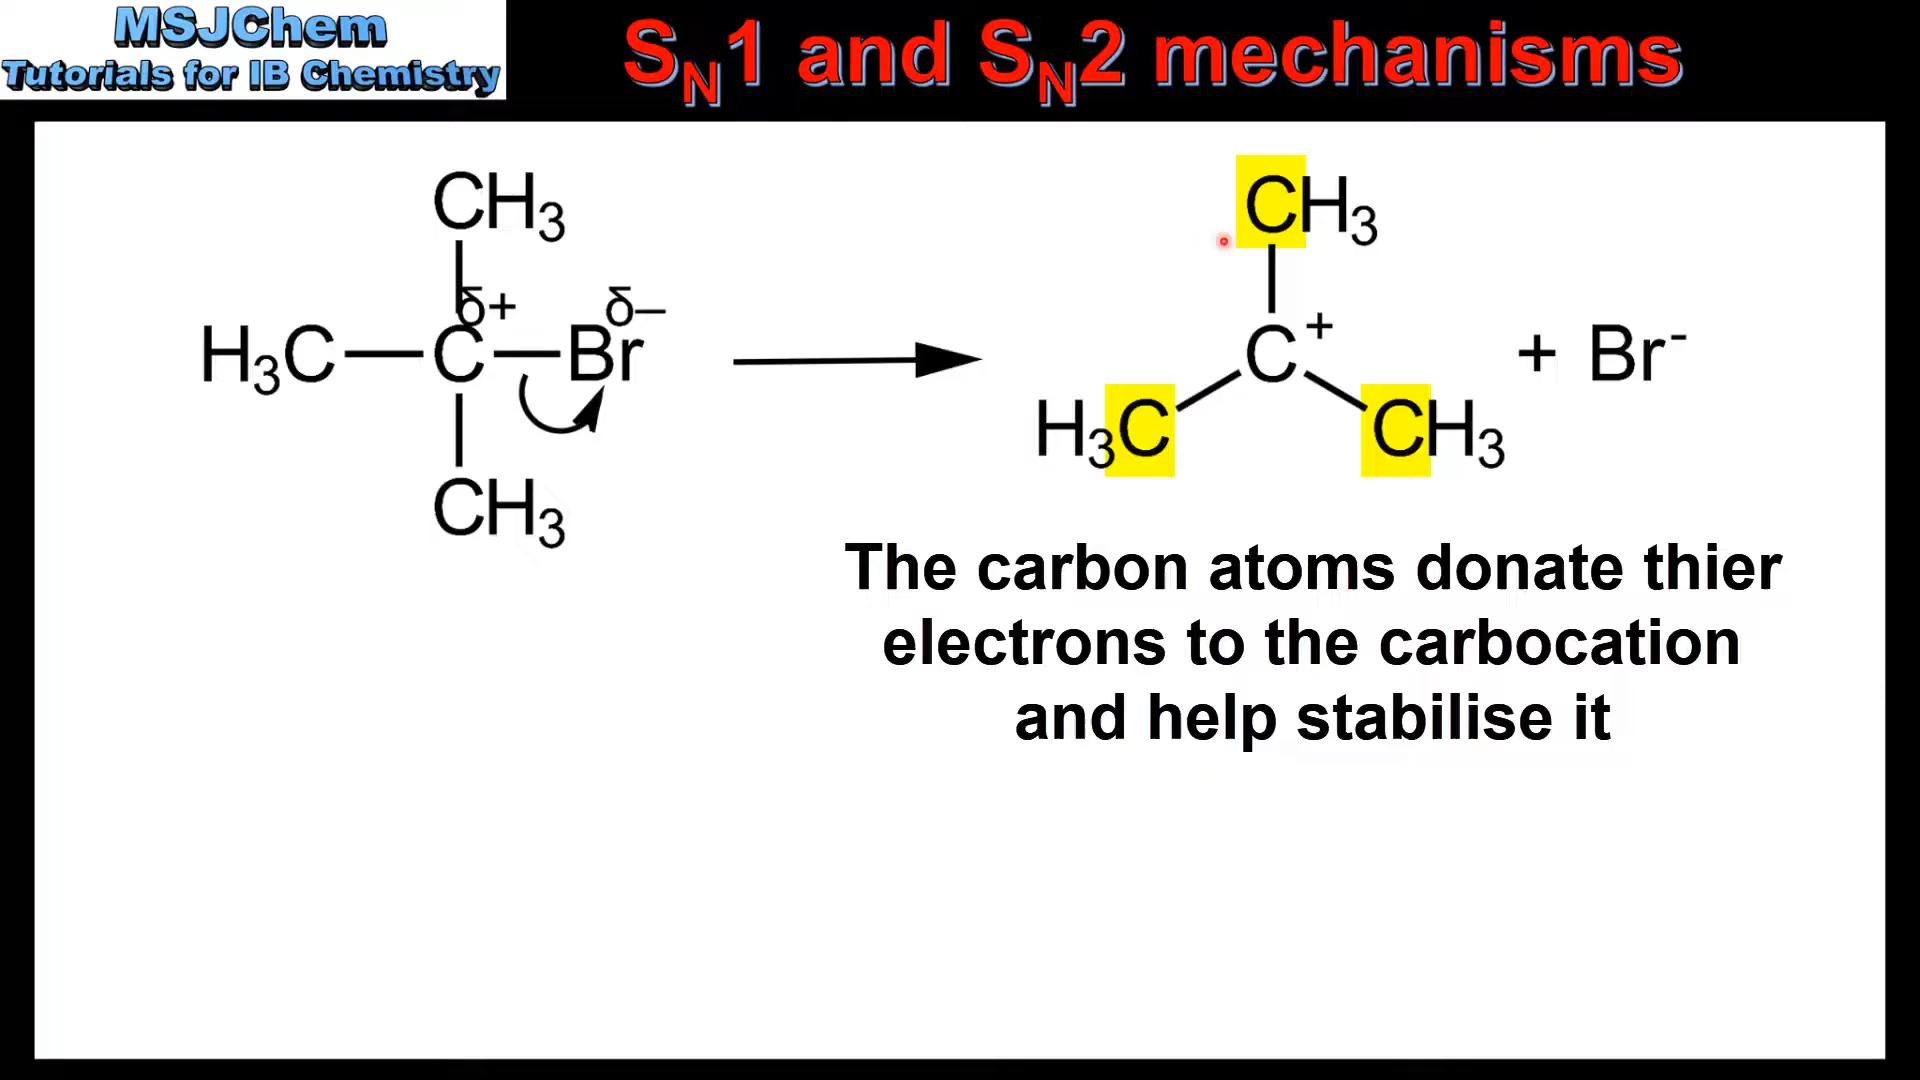 MSJChem
Tutorials for IB Chemistry
SN1 and SN2 mechanisms
CH3
δ+ δ–
H3C C Br
CH3
CH3
C+ + Br-
H3C CH3
The carbon atoms donate thier
electrons to the carbocation
and help stabilise it